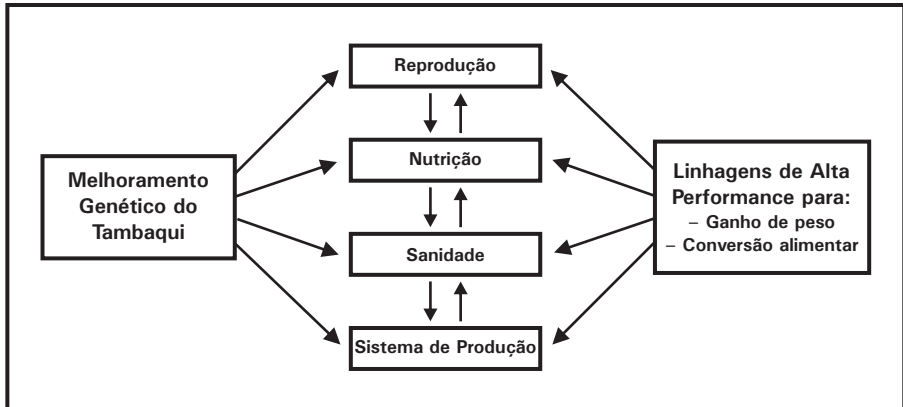 Reprodução
Nutrição
Sanidade
Sistema de Produção
Melhoramento
Genético do
Tambaqui
Linhagens de Alta
Performance para:
– Ganho de peso
– Conversão alimentar